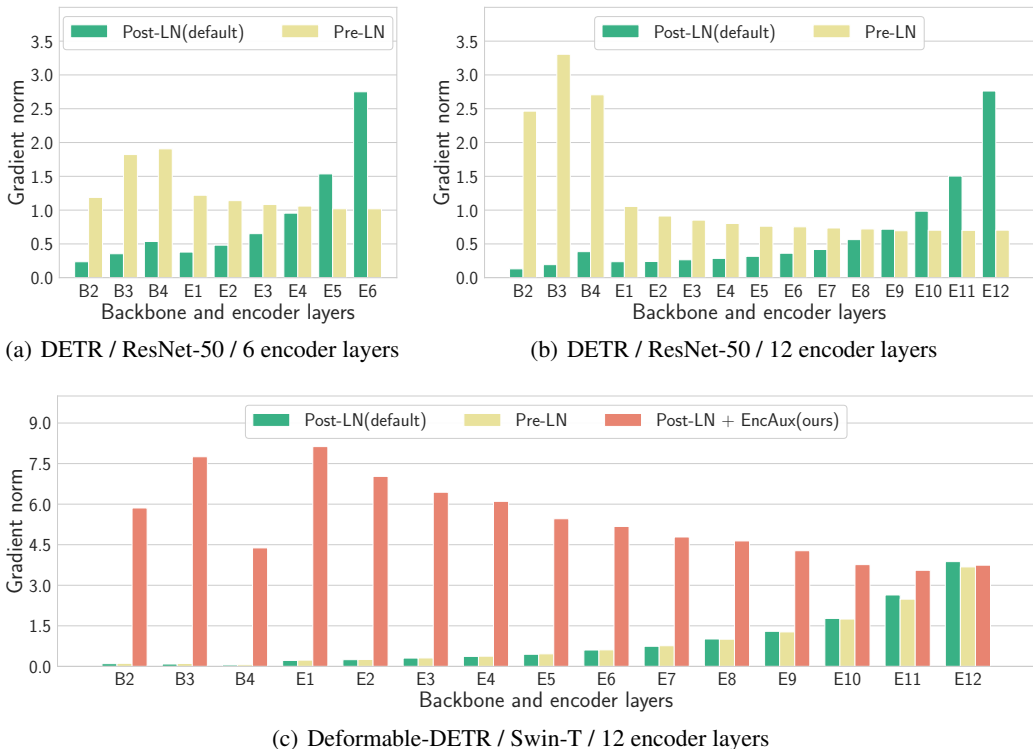 Post-LN(default) Pre-LN
3.5
3.0
2.5
2.0
1.5
1.0
0.5
0.0
Gradient norm
B2 B3 B4 E1 E2 E3 E4 E5 E6
Backbone and encoder layers
(a) DETR / ResNet-50 / 6 encoder layers
Post-LN(default) Pre-LN
3.5
3.0
2.5
2.0
1.5
1.0
0.5
0.0
Gradient norm
B2 B3 B4 E1 E2 E3 E4 E5 E6 E7 E8 E9 E10 E11 E12
Backbone and encoder layers
(b) DETR / ResNet-50 / 12 encoder layers
Post-LN(default) Pre-LN Post-LN + EncAux(ours)
9.0
7.5
6.0
4.5
3.0
1.5
0.0
Gradient norm
B2 B3 B4 E1 E2 E3 E4 E5 E6 E7 E8 E9 E10 E11 E12
Backbone and encoder layers
(c) Deformable-DETR / Swin-T / 12 encoder layers